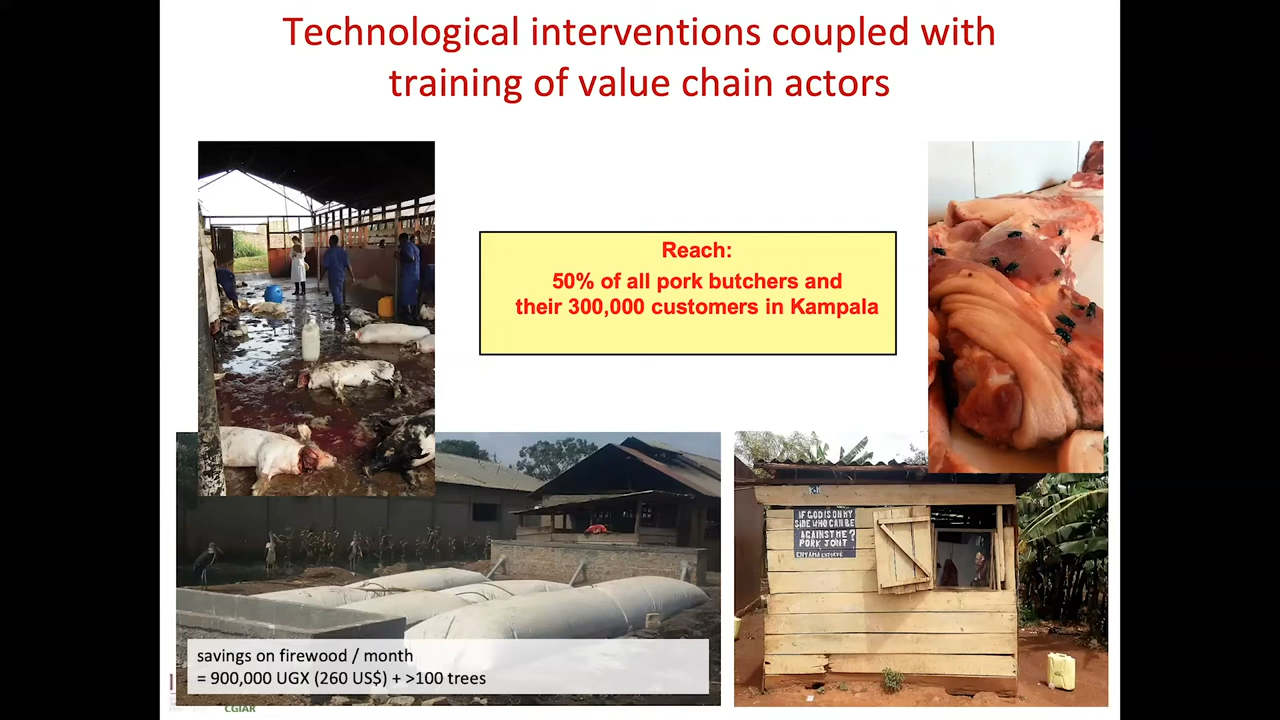 Technological interventions coupled with
training of value chain actors
Reach:
50% of all pork butchers and
their 300,000 customers in Kampala
IF GOD IS ON MY
SIDE WHO CAN BE
AGAINST ME?
PORK JOINT
savings on firewood / month
= 900,000 UGX (260 US$) + >100 trees
CGIAR